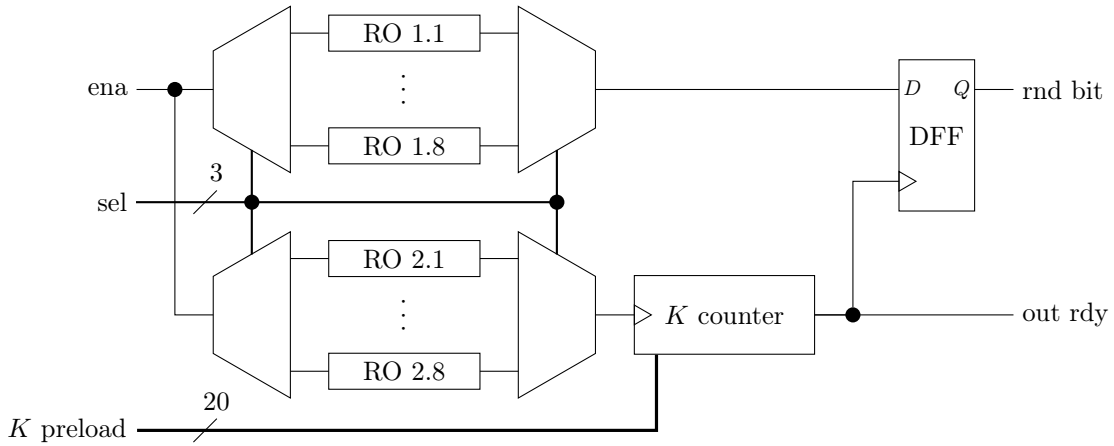 RO 1.1
ena
⋮
D Q
rnd bit
DFF
RO 1.8
3
sel
RO 2.1
⋮
K counter
out rdy
RO 2.8
20
K preload